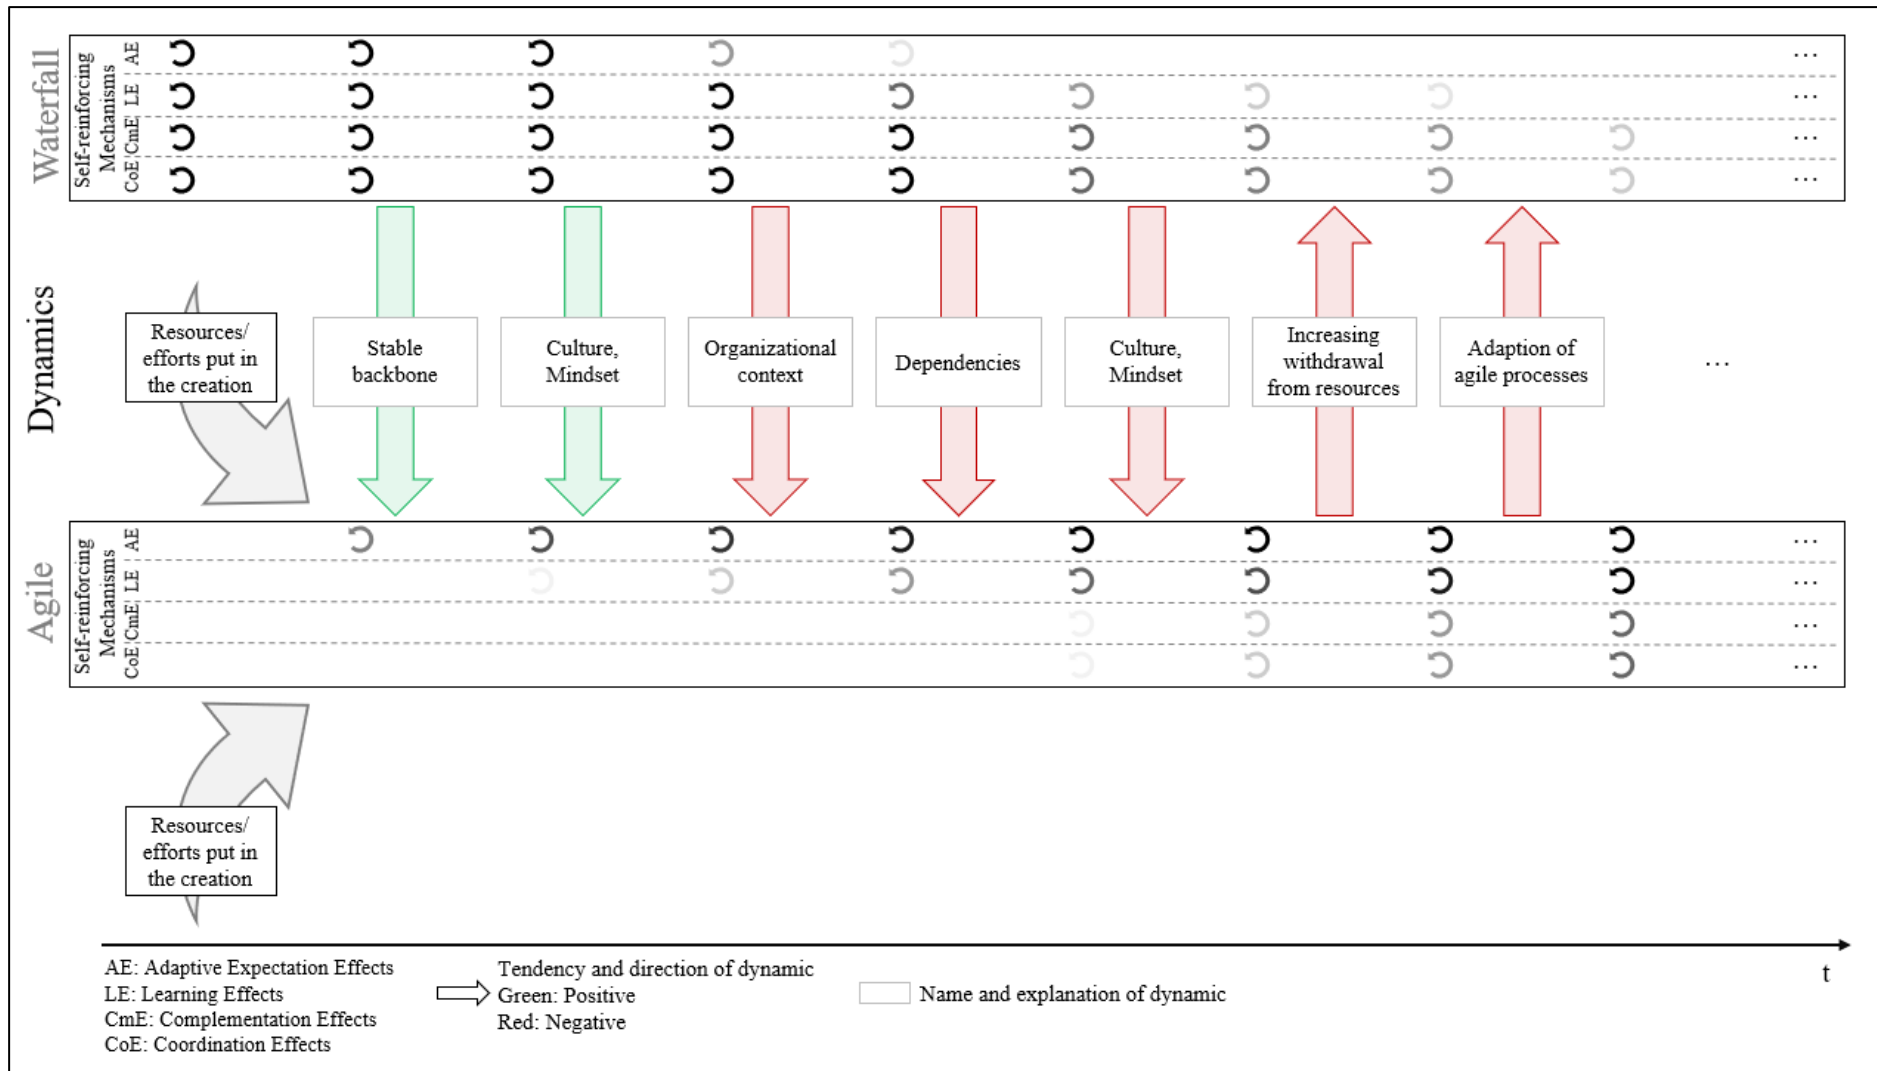 Waterfall
Self-reinforcing
Mechanisms
AE
LE
CmE
CoE
...
...
...
...
Dynamics
Resources/
efforts put in
the creation
Stable
backbone
Culture,
Mindset
Organizational
context
Dependencies
Culture,
Mindset
Increasing
withdrawal
from resources
Adaption of
agile processes
...
Agile
Self-reinforcing
Mechanisms
AE
LE
CmE
CoE
...
...
...
...
Resources/
efforts put in
the creation
t
AE: Adaptive Expectation Effects
LE: Learning Effects
CmE: Complementation Effects
CoE: Coordination Effects
Tendency and direction of dynamic
Green: Positive
Red: Negative
Name and explanation of dynamic